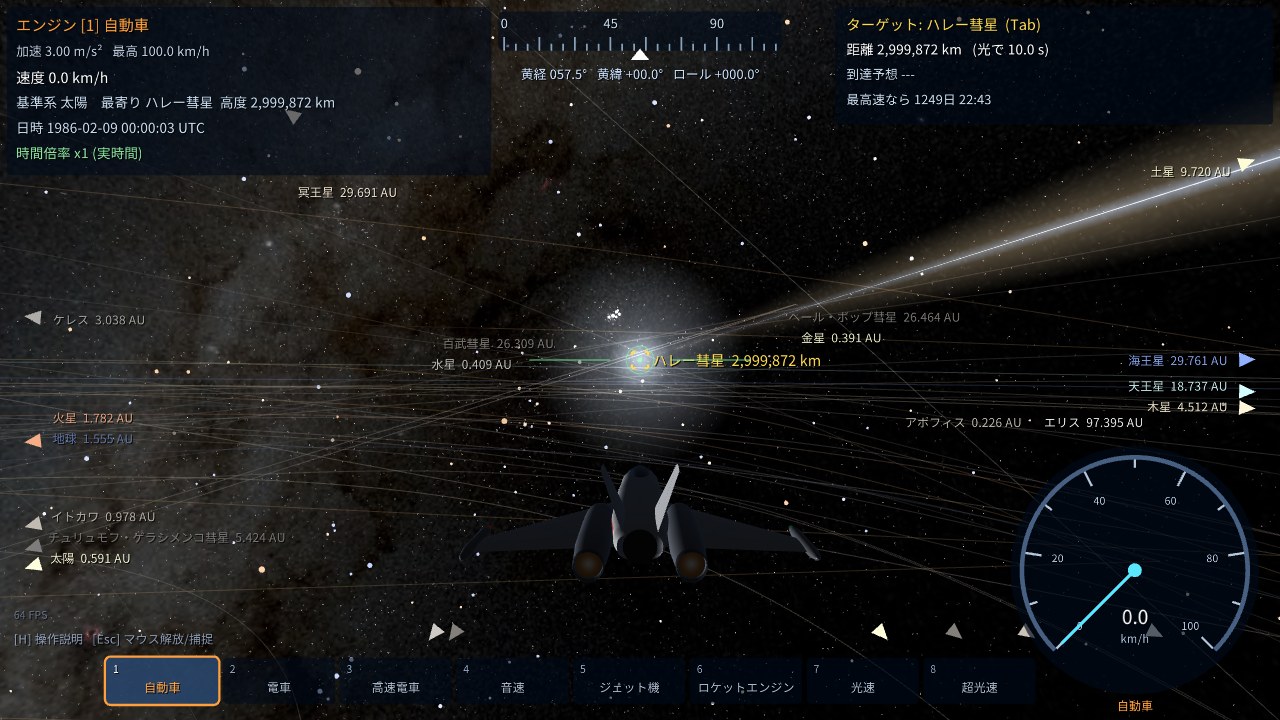 エンジン [1] 自動車
加速 3.00 m/s² 最高 100.0 km/h
速度 0.0 km/h
基準系 太陽 最寄り ハレー彗星 高度 2,999,872 km
日時 1986-02-09 00:00:03 UTC
時間倍率 x1 (実時間)
0 45 90
黄経 057.5° 黄緯 +00.0° ロール +000.0°
ターゲット: ハレー彗星 (Tab)
距離 2,999,872 km (光で 10.0 s)
到達予想 ---
最高速なら 1249日 22:43
土星 9.720 AU
冥王星 29.691 AU
ケレス 3.038 AU
ヘール・ボップ彗星 26.464 AU
金星 0.391 AU
百武彗星 26.309 AU
水星 0.409 AU
ハレー彗星 2,999,872 km
海王星 29.761 AU
天王星 18.737 AU
木星 4.512 AU
火星 1.782 AU
アポフィス 0.226 AU
エリス 97.395 AU
地球 1.555 AU
イトカワ 0.978 AU
チュリュモフ・ゲラシメンコ彗星 5.424 AU
太陽 0.591 AU
0 20 40 60 80 100
0.0
km/h
自動車
64 FPS
[H] 操作説明 [Esc] マウス解放/捕捉
1 自動車
2 電車
3 高速電車
4 音速
5 ジェット機
6 ロケットエンジン
7 光速
8 超光速